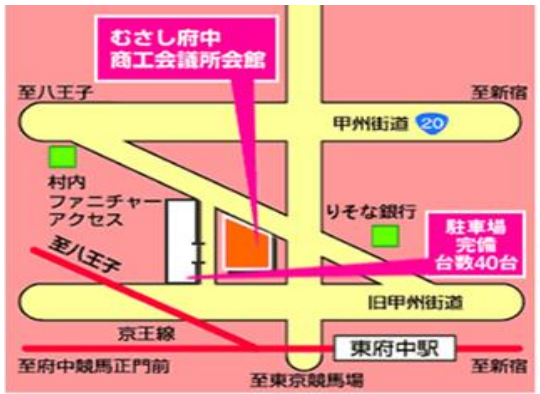 むさし府中
商工会議所会館
至八王子
至新宿
甲州街道 20
村内
ファニチャー
アクセス
りそな銀行
駐車場
完備
台数40台
至八王子
旧甲州街道
京王線
東府中駅
至府中競馬正門前
至東京競馬場
至新宿